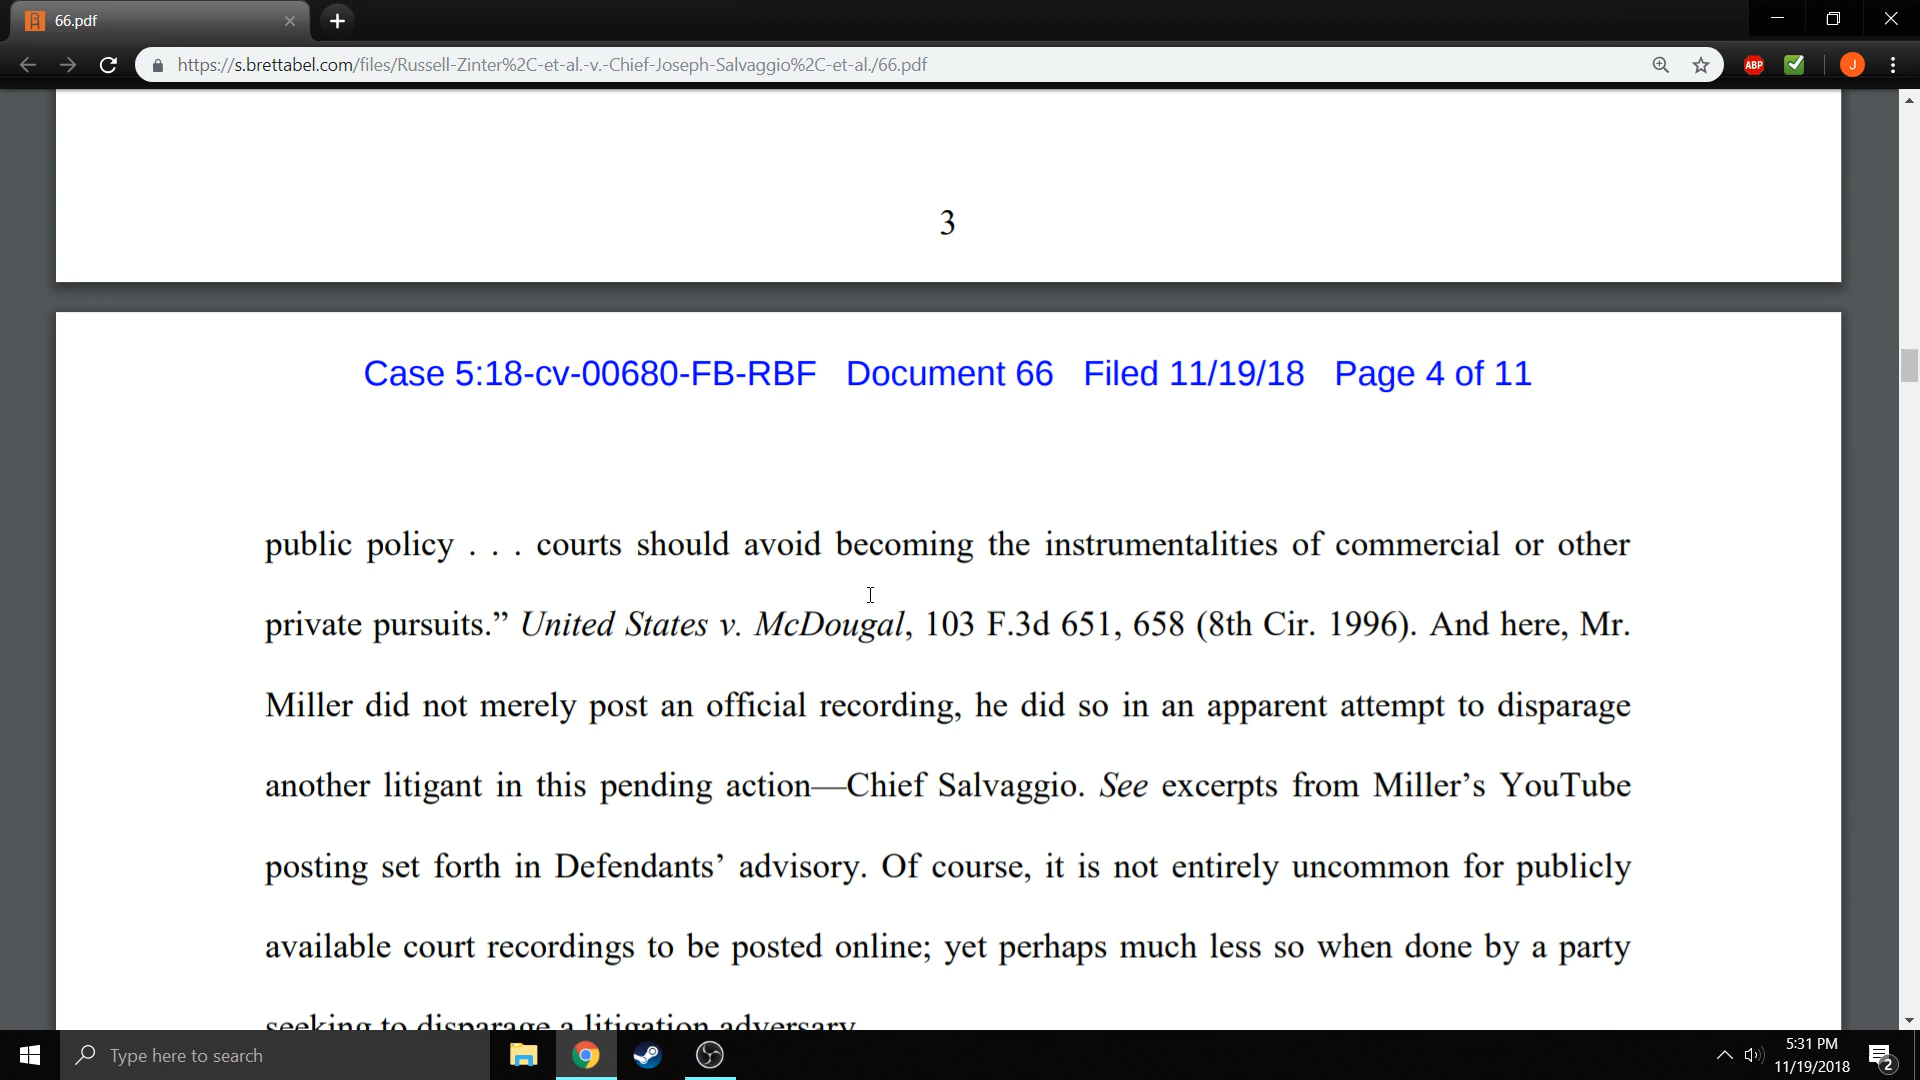 66.pdf
https://s.brettabel.com/files/Russell-Zinter%2C-et-al.-v.-Chief-Joseph-Salvaggio%2C-et-al./66.pdf
ABP
J
3
Case 5:18-cv-00680-FB-RBF Document 66 Filed 11/19/18 Page 4 of 11
public policy . . . courts should avoid becoming the instrumentalities of commercial or other
private pursuits.” United States v. McDougal, 103 F.3d 651, 658 (8th Cir. 1996). And here, Mr.
Miller did not merely post an official recording, he did so in an apparent attempt to disparage
another litigant in this pending action—Chief Salvaggio. See excerpts from Miller’s YouTube
posting set forth in Defendants’ advisory. Of course, it is not entirely uncommon for publicly
available court recordings to be posted online; yet perhaps much less so when done by a party
seeking to disparage a litigation adversary.
Type here to search
5:31 PM
11/19/2018
2